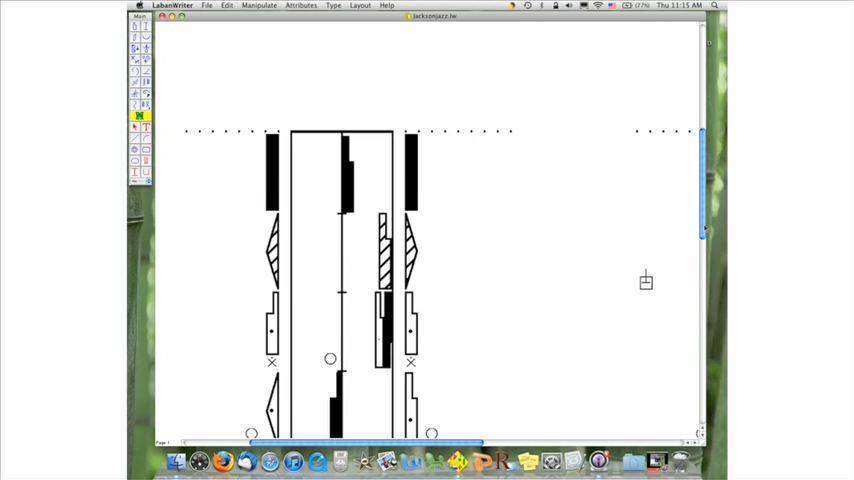 LabanWriter File Edit Manipulate Attributes Type Layout Help (77%) Thu 11:15 AM
jacksonjazz.lw
Main
Page 1